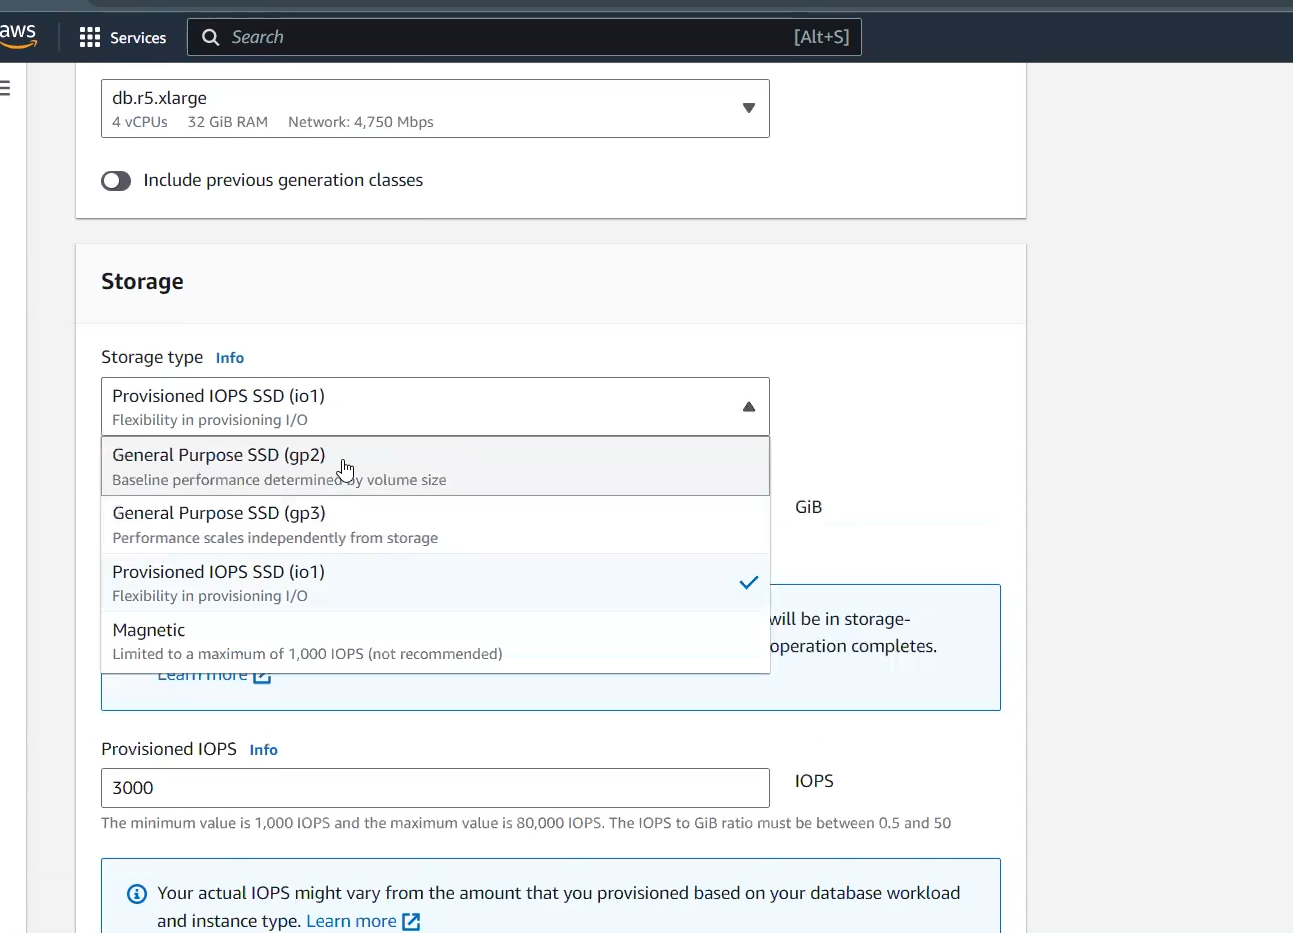 aws
Services
Search
[Alt+S]
db.r5.xlarge
4 vCPUs 32 GiB RAM Network: 4,750 Mbps
Include previous generation classes
Storage
Storage type Info
Provisioned IOPS SSD (io1)
Flexibility in provisioning I/O
General Purpose SSD (gp2)
Baseline performance determined by volume size
GiB
General Purpose SSD (gp3)
Performance scales independently from storage
Provisioned IOPS SSD (io1)
Flexibility in provisioning I/O
will be in storage-
Magnetic
operation completes.
Limited to a maximum of 1,000 IOPS (not recommended)
Learn more
Provisioned IOPS Info
3000
IOPS
The minimum value is 1,000 IOPS and the maximum value is 80,000 IOPS. The IOPS to GiB ratio must be between 0.5 and 50
Your actual IOPS might vary from the amount that you provisioned based on your database workload
and instance type. Learn more